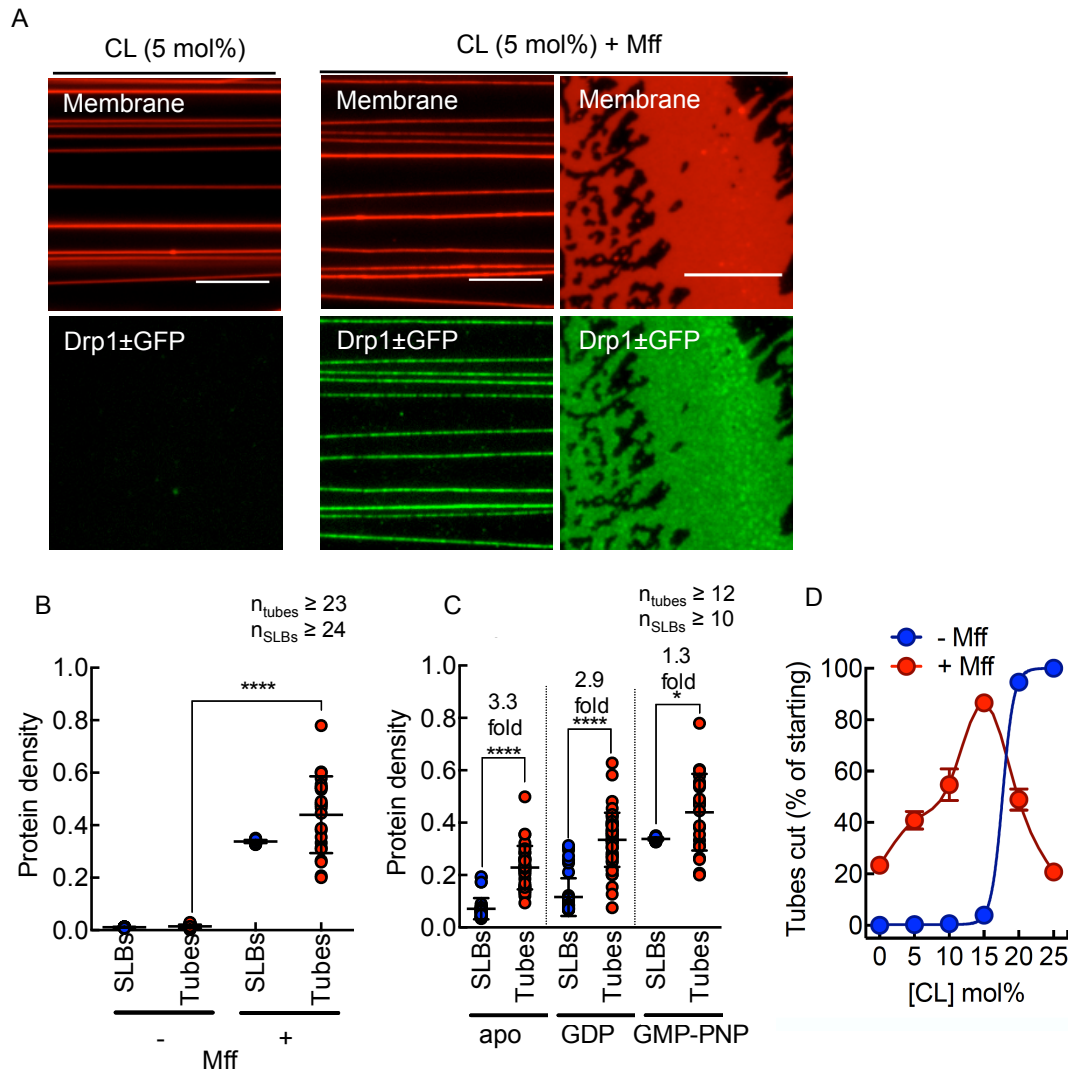 A
CL (5 mol%)
CL (5 mol%) + Mff
Membrane
Membrane
Membrane
Drp1±GFP
Drp1±GFP
Drp1±GFP
B
n_tubes ≥ 23
n_SLBs ≥ 24
****
Protein density
1.0
0.8
0.6
0.4
0.2
0.0
SLBs
Tubes
SLBs
Tubes
- +
Mff
C
n_tubes ≥ 12
n_SLBs ≥ 10
3.3
fold
****
2.9
fold
****
1.3
fold
*
Protein density
1.0
0.8
0.6
0.4
0.2
0.0
SLBs
Tubes
SLBs
Tubes
SLBs
Tubes
apo GDP GMP-PNP
D
- Mff
+ Mff
Tubes cut (% of starting)
100
80
60
40
20
0
0 5 10 15 20 25
[CL] mol%